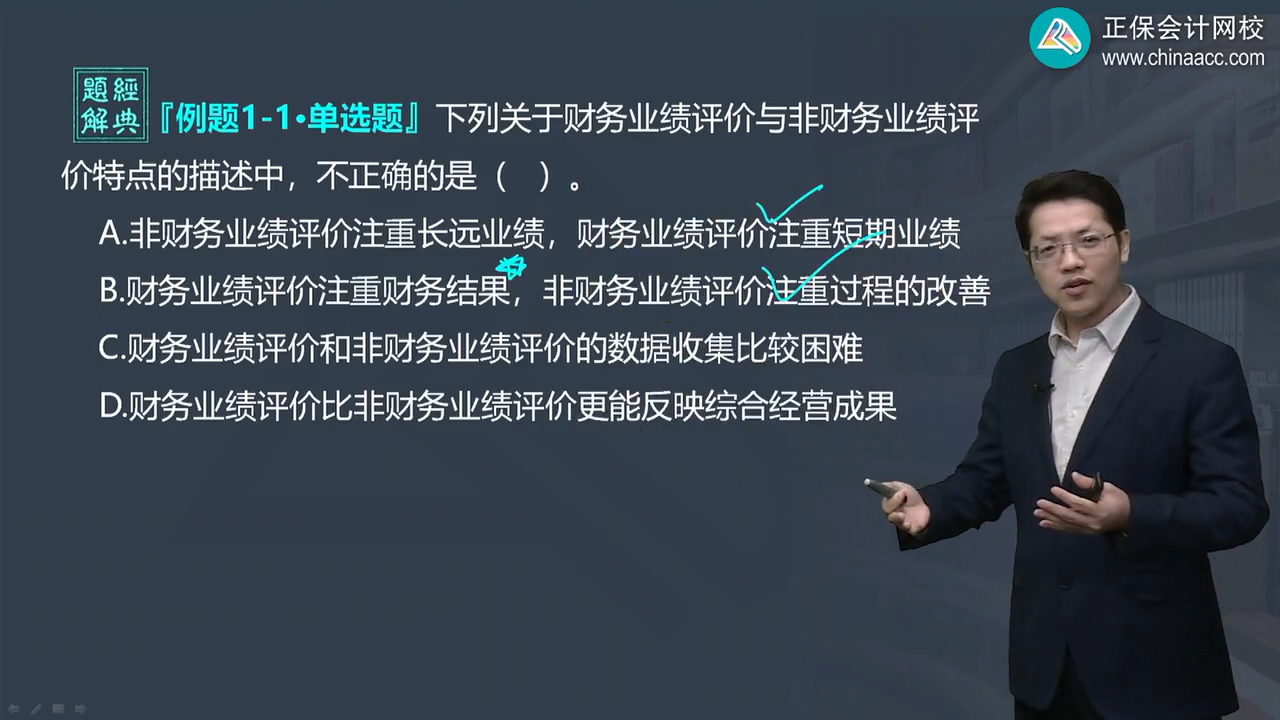 正保会计网校
www.chinaacc.com
經典題解
『例题1-1·单选题』下列关于财务业绩评价与非财务业绩评
价特点的描述中，不正确的是（ ）。
A.非财务业绩评价注重长远业绩，财务业绩评价注重短期业绩
B.财务业绩评价注重财务结果，非财务业绩评价注重过程的改善
C.财务业绩评价和非财务业绩评价的数据收集比较困难
D.财务业绩评价比非财务业绩评价更能反映综合经营成果